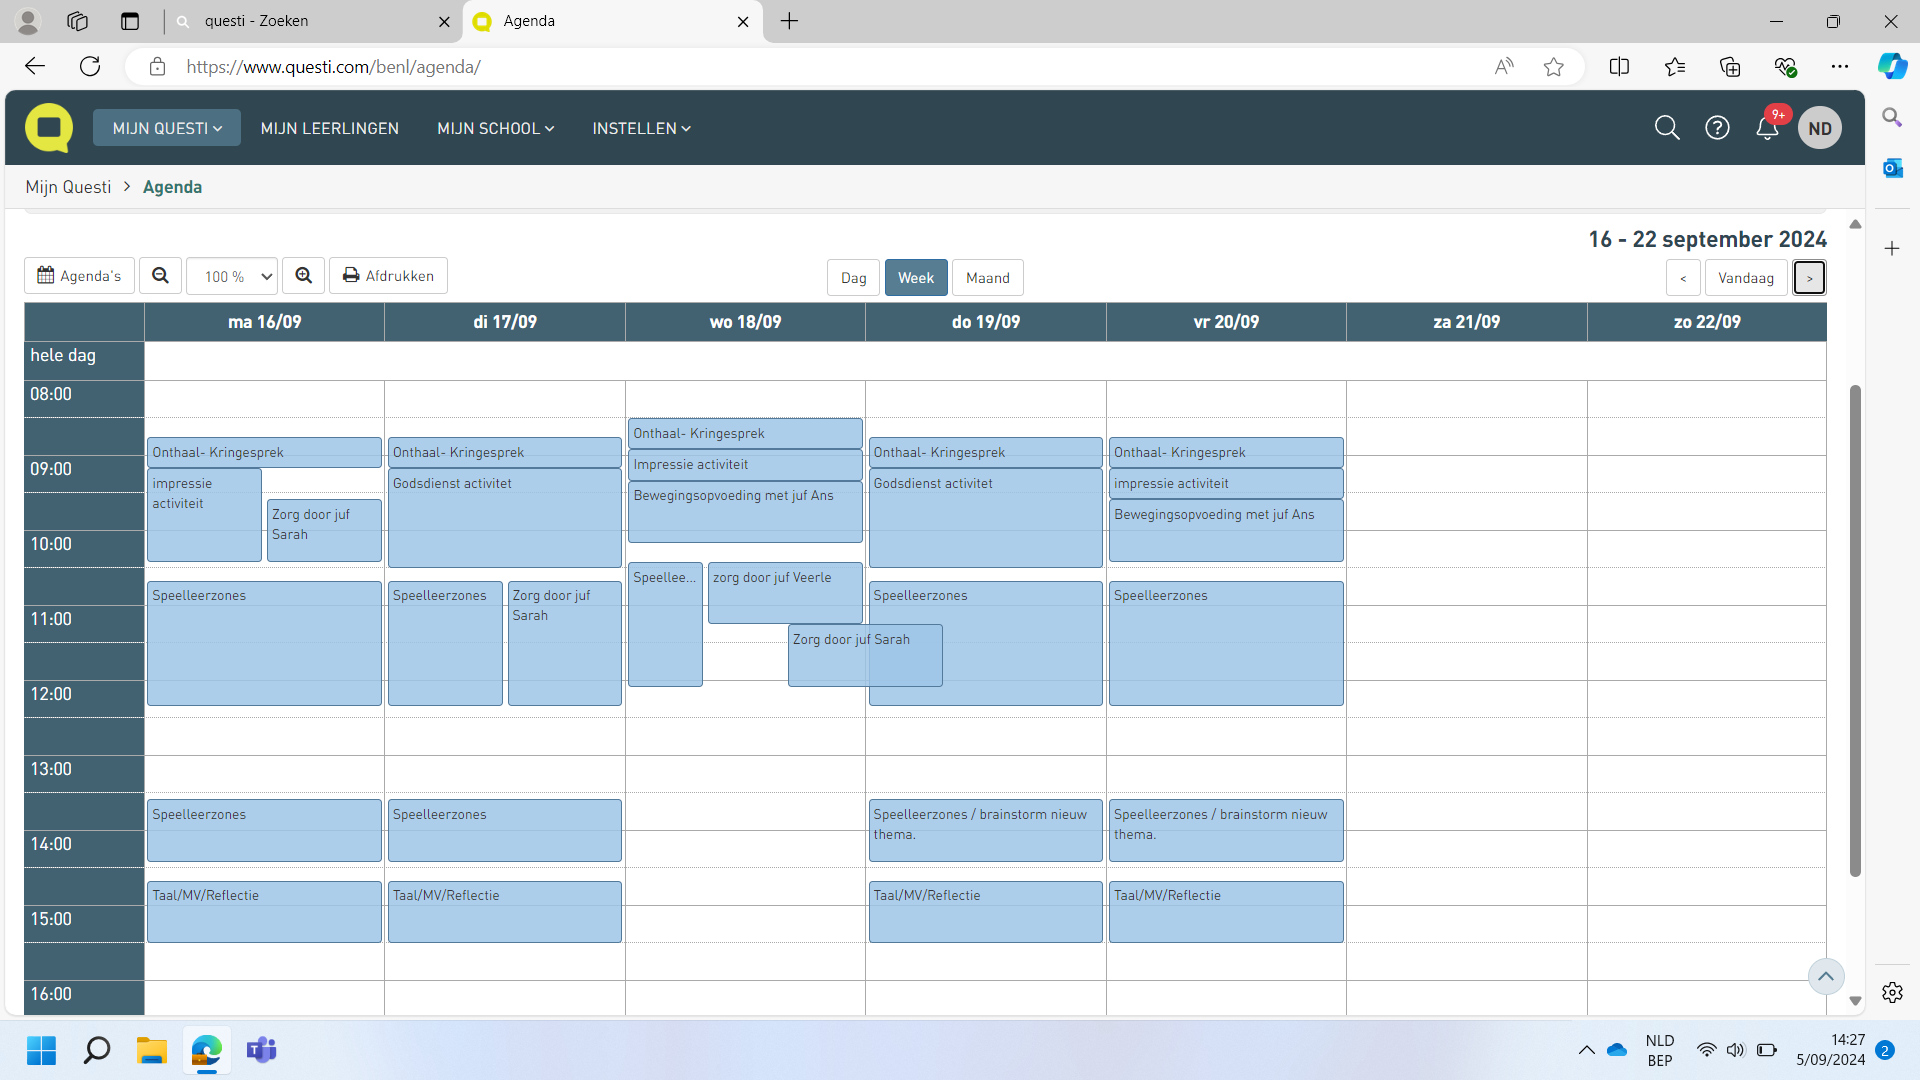 questi - Zoeken
Agenda
https://www.questi.com/benl/agenda/
MIJN QUESTI
MIJN LEERLINGEN
MIJN SCHOOL
INSTELLEN
9+
ND
Mijn Questi > Agenda
16 - 22 september 2024
Agenda's
100 %
Afdrukken
Dag
Week
Maand
<
Vandaag
>
ma 16/09
di 17/09
wo 18/09
do 19/09
vr 20/09
za 21/09
zo 22/09
hele dag
08:00
09:00
10:00
11:00
12:00
13:00
14:00
15:00
16:00
Onthaal- Kringesprek
impressie
activiteit
Zorg door juf
Sarah
Speelleerzones
Speelleerzones
Taal/MV/Reflectie
Onthaal- Kringesprek
Godsdienst activitet
Speelleerzones
Zorg door juf
Sarah
Speelleerzones
Taal/MV/Reflectie
Onthaal- Kringesprek
Impressie activiteit
Bewegingsopvoeding met juf Ans
Speellee...
zorg door juf Veerle
Zorg door juf Sarah
Onthaal- Kringesprek
Godsdienst activitet
Speelleerzones
Speelleerzones / brainstorm nieuw
thema.
Taal/MV/Reflectie
Onthaal- Kringesprek
impressie activiteit
Bewegingsopvoeding met juf Ans
Speelleerzones
Speelleerzones / brainstorm nieuw
thema.
Taal/MV/Reflectie
NLD
BEP
14:27
5/09/2024
2